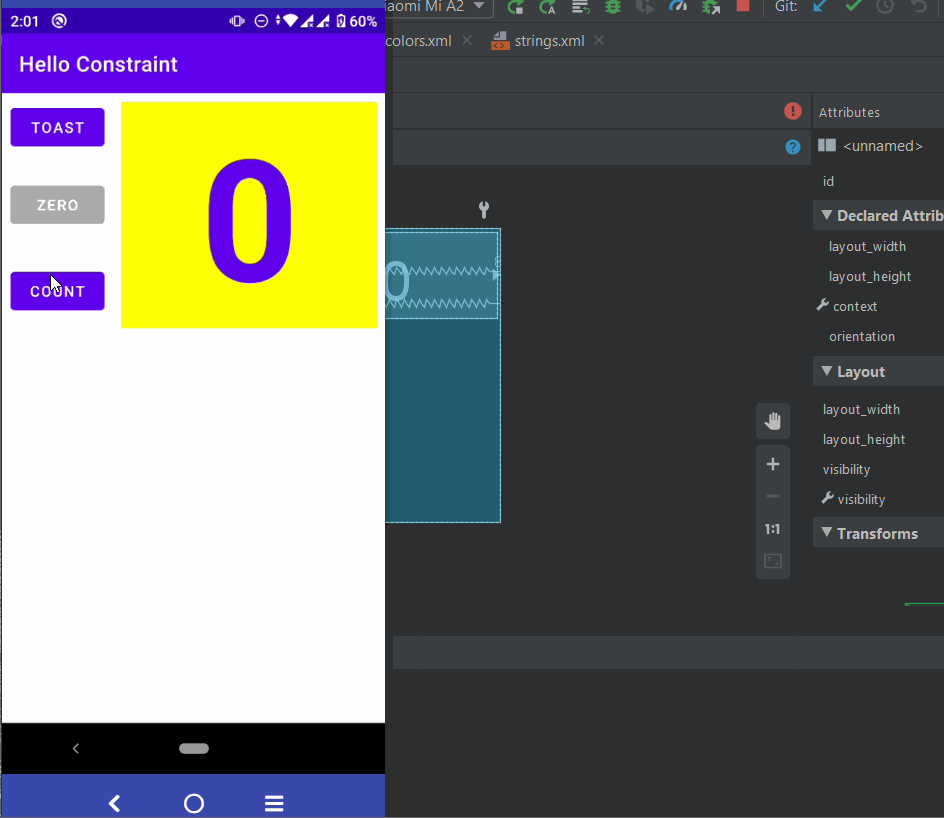 2:01
60%
Hello Constraint
TOAST
0
ZERO
COUNT
aomi Mi A2
Git:
colors.xml
strings.xml
Attributes
<unnamed>
id
Declared Attrib
layout_width
layout_height
context
orientation
Layout
layout_width
layout_height
visibility
visibility
Transforms
0
1:1